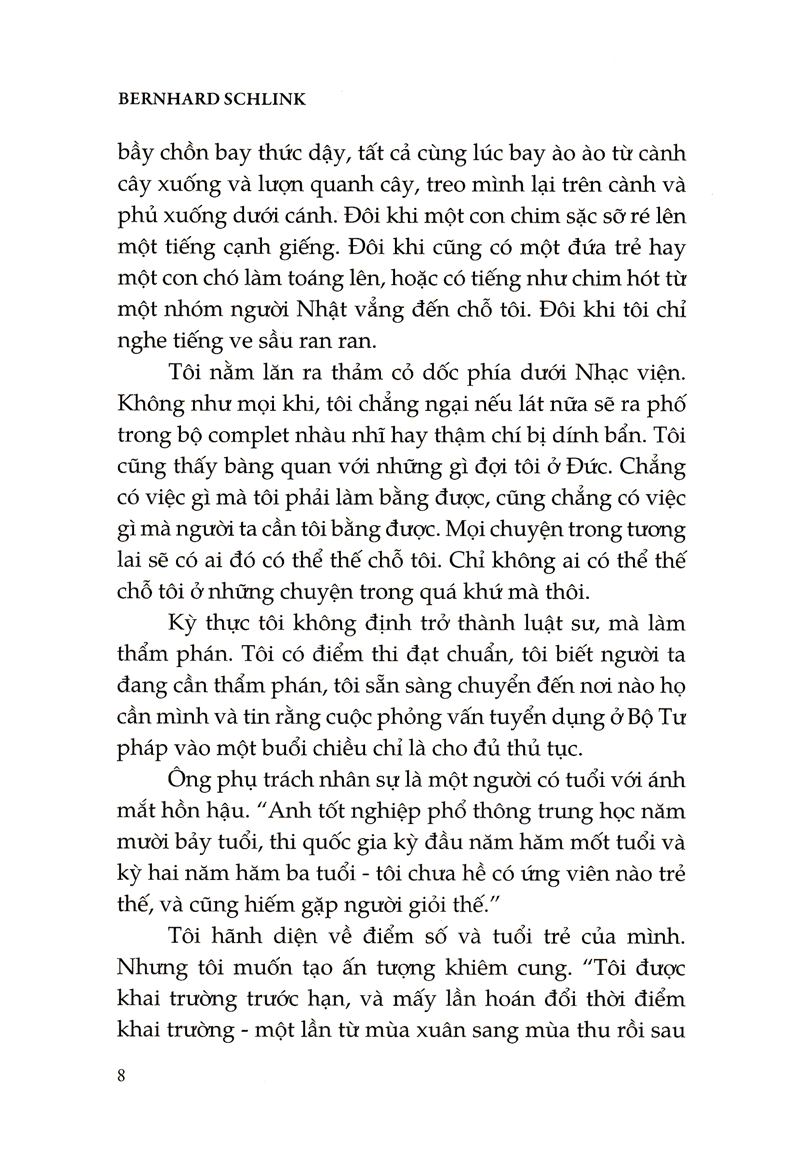 BERNHARD SCHLINK
bầy chồn bay thức dậy, tất cả cùng lúc bay ào ào từ cành
cây xuống và lượn quanh cây, treo mình lại trên cành và
phủ xuống dưới cánh. Đôi khi một con chim sặc sỡ ré lên
một tiếng cạnh giếng. Đôi khi cũng có một đứa trẻ hay
một con chó làm toáng lên, hoặc có tiếng như chim hót từ
một nhóm người Nhật vẳng đến chỗ tôi. Đôi khi tôi chỉ
nghe tiếng ve sầu ran ran.
Tôi nằm lăn ra thảm cỏ dốc phía dưới Nhạc viện.
Không như mọi khi, tôi chẳng ngại nếu lát nữa sẽ ra phố
trong bộ complet nhàu nhĩ hay thậm chí bị dính bẩn. Tôi
cũng thấy bàng quan với những gì đợi tôi ở Đức. Chẳng
có việc gì mà tôi phải làm bằng được, cũng chẳng có việc
gì mà người ta cần tôi bằng được. Mọi chuyện trong tương
lai sẽ có ai đó có thể thế chỗ tôi. Chỉ không ai có thể thế
chỗ tôi ở những chuyện trong quá khứ mà thôi.
Kỳ thực tôi không định trở thành luật sư, mà làm
thẩm phán. Tôi có điểm thi đạt chuẩn, tôi biết người ta
đang cần thẩm phán, tôi sẵn sàng chuyển đến nơi nào họ
cần mình và tin rằng cuộc phỏng vấn tuyển dụng ở Bộ Tư
pháp vào một buổi chiều chỉ là cho đủ thủ tục.
Ông phụ trách nhân sự là một người có tuổi với ánh
mắt hồn hậu. “Anh tốt nghiệp phổ thông trung học năm
mười bảy tuổi, thi quốc gia kỳ đầu năm hăm mốt tuổi và
kỳ hai năm hăm ba tuổi - tôi chưa hề có ứng viên nào trẻ
thế, và cũng hiếm gặp người giỏi thế.”
Tôi hãnh diện về điểm số và tuổi trẻ của mình.
Nhưng tôi muốn tạo ấn tượng khiêm cung. “Tôi được
khai trường trước hạn, và mấy lần hoán đổi thời điểm
khai trường - một lần từ mùa xuân sang mùa thu rồi sau
8